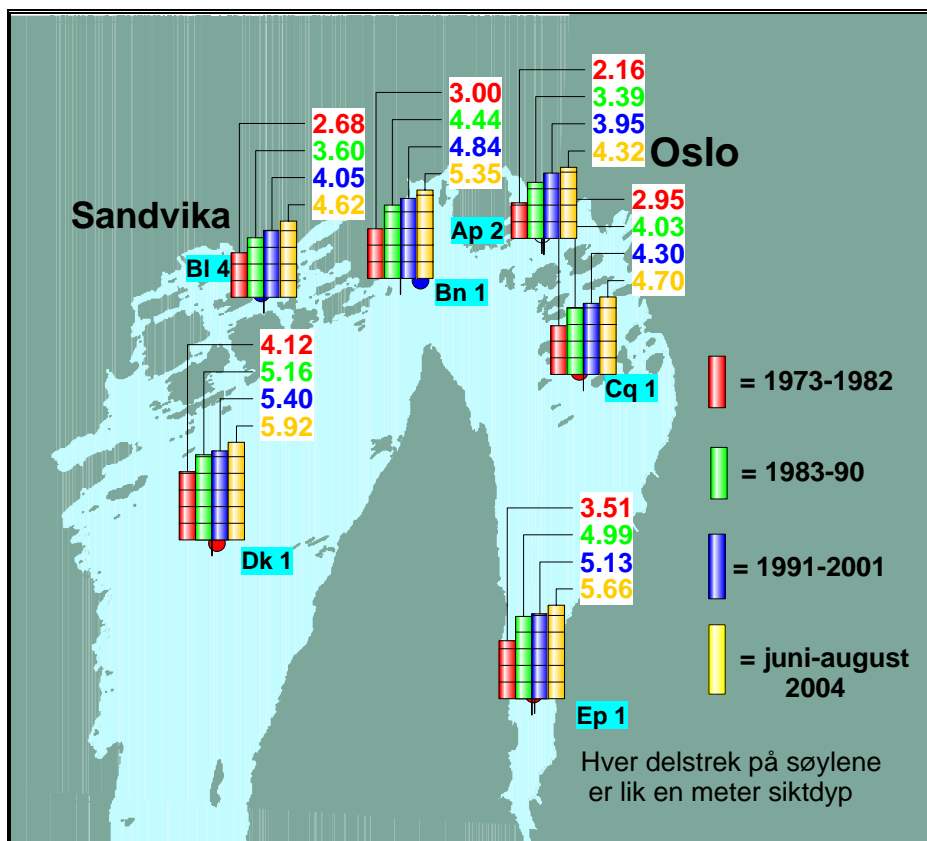 2.16
3.39
3.95
4.32
Oslo
3.00
4.44
4.84
5.35
2.68
3.60
4.05
4.62
Sandvika
Bl 4
Ap 2
Bn 1
2.95
4.03
4.30
4.70
Cq 1
4.12
5.16
5.40
5.92
Dk 1
3.51
4.99
5.13
5.66
Ep 1
= 1973-1982
= 1983-90
= 1991-2001
= juni-august
2004
Hver delstrek på søylene
er lik en meter siktdyp